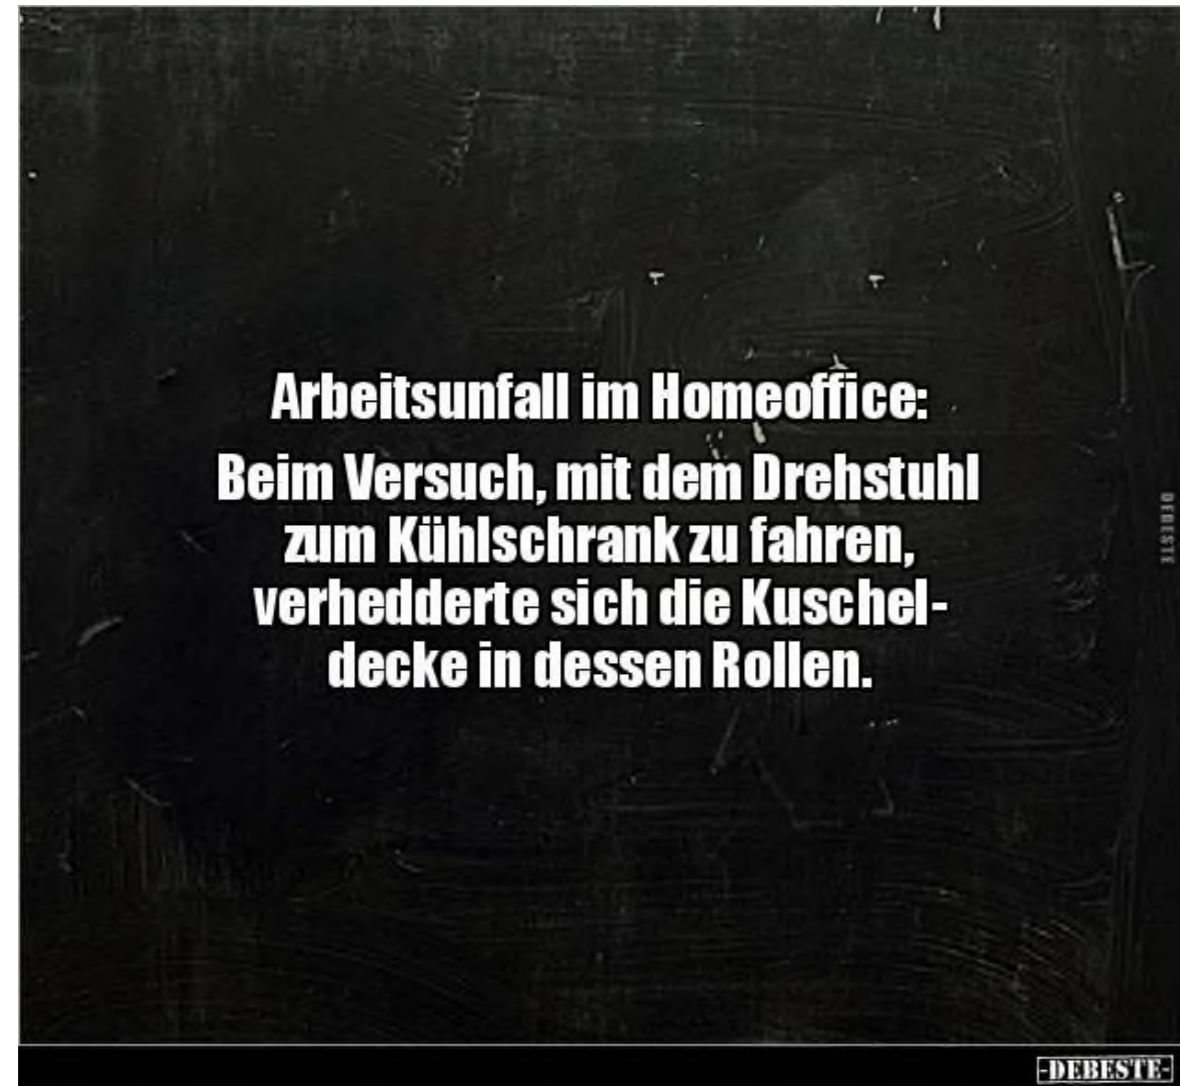 Arbeitsunfall im Homeoffice:
Beim Versuch, mit dem Drehstuhl
zum Kühlschrank zu fahren,
verhedderte sich die Kuschel-
decke in dessen Rollen.
DEBESTE
-DEBESTE-